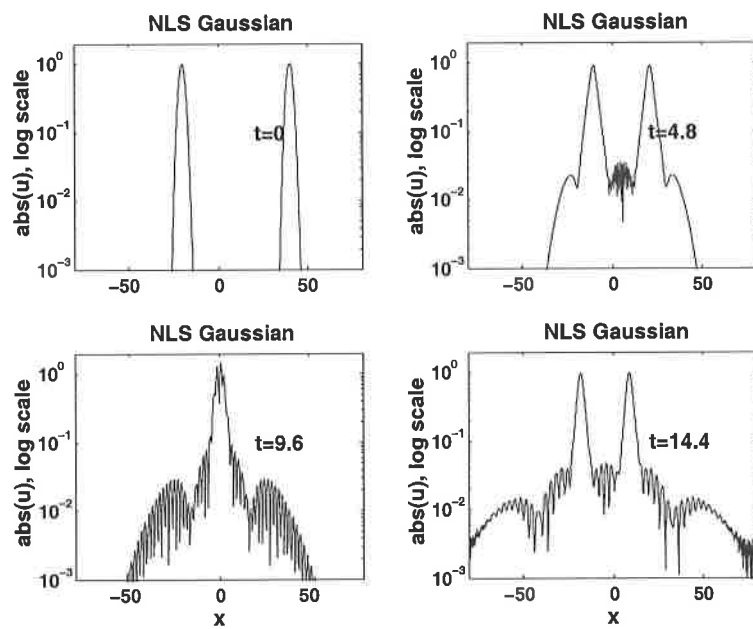 NLS Gaussian
abs(u), log scale
10^0
10^-1
10^-2
10^-3
t=0
-50 0 50
NLS Gaussian
abs(u), log scale
10^0
10^-1
10^-2
10^-3
t=4.8
-50 0 50
NLS Gaussian
abs(u), log scale
10^0
10^-1
10^-2
10^-3
t=9.6
-50 0 50
x
NLS Gaussian
abs(u), log scale
10^0
10^-1
10^-2
10^-3
t=14.4
-50 0 50
x